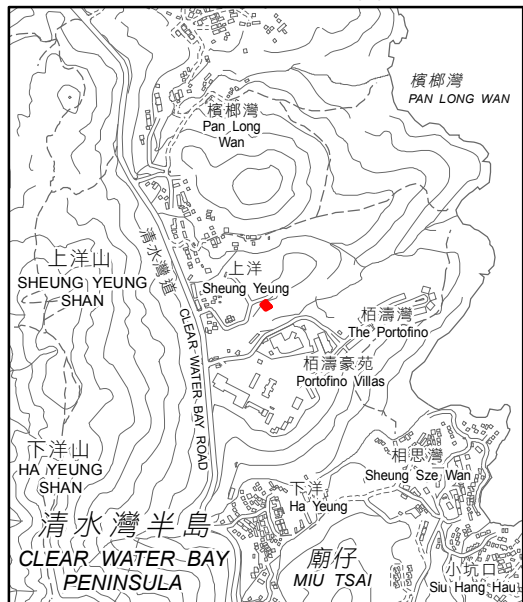 檳榔灣
PAN LONG WAN
檳榔灣
Pan Long
Wan
上洋山
SHEUNG YEUNG
SHAN
清水灣道
CLEAR WATER BAY ROAD
上洋
Sheung Yeung
栢濤灣
The Portofino
栢濤豪苑
Portofino Villas
下洋山
HA YEUNG
SHAN
相思灣
Sheung Sze Wan
下洋
Ha Yeung
清水灣半島
CLEAR WATER BAY
PENINSULA
廟仔
MIU TSAI
小坑口
Siu Hang Hau